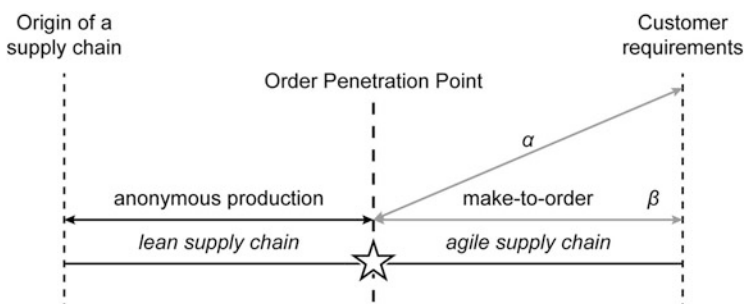 Origin of a
supply chain
Customer
requirements
Order Penetration Point
α
anonymous production
make-to-order
β
lean supply chain
agile supply chain